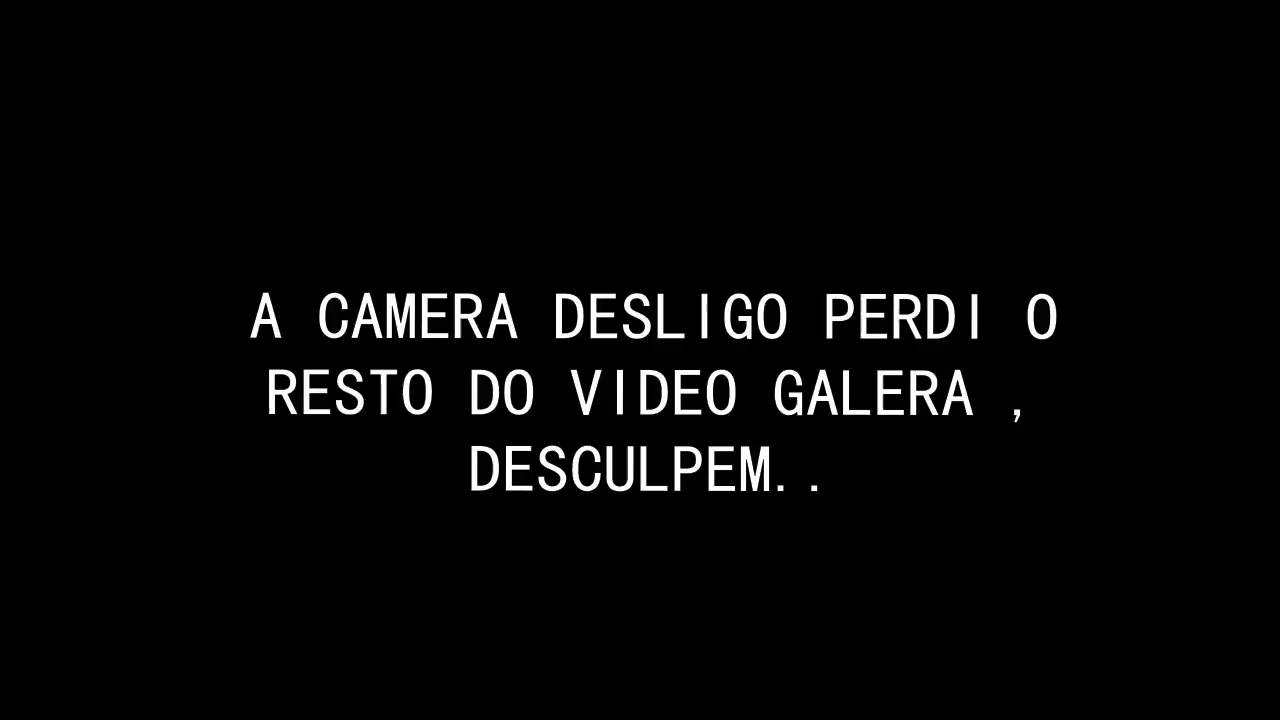 A CAMERA DESLIGO PERDI O
RESTO DO VIDEO GALERA ,
DESCULPEM..